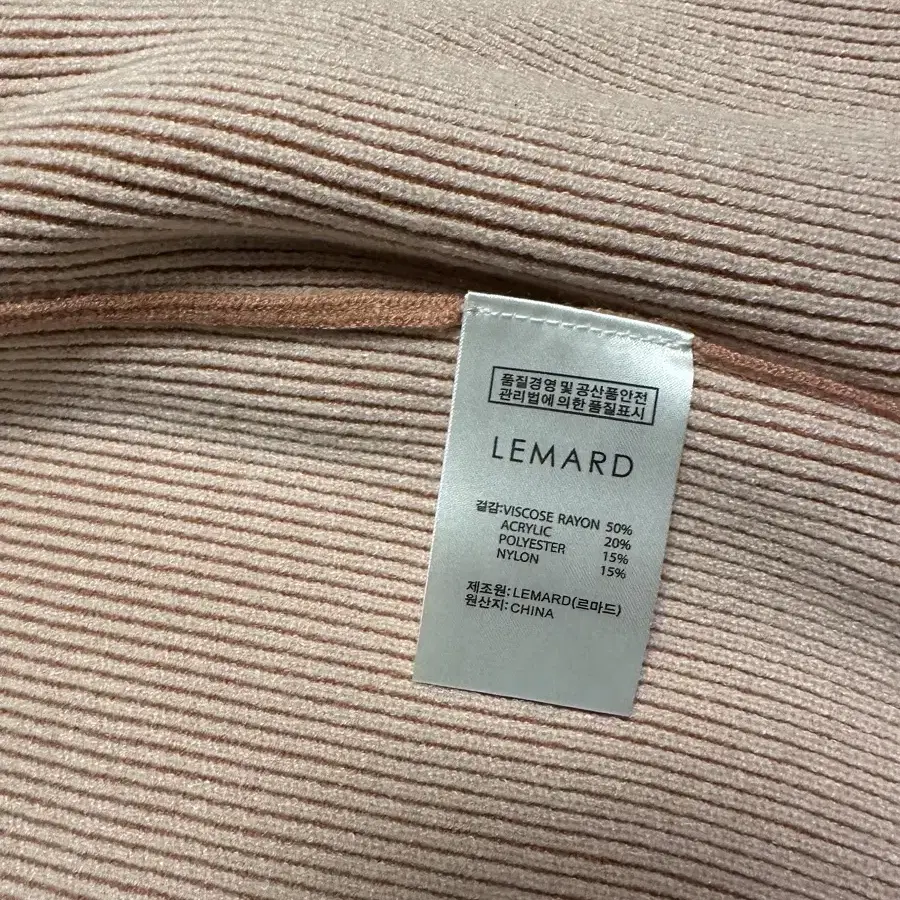 품질경영 및 공산품안전
관리법에 의한 품질표시
LEMARD
겉감:VISCOSE RAYON 50%
ACRYLIC 20%
POLYESTER 15%
NYLON 15%
제조원: LEMARD(르마드)
원산지: CHINA